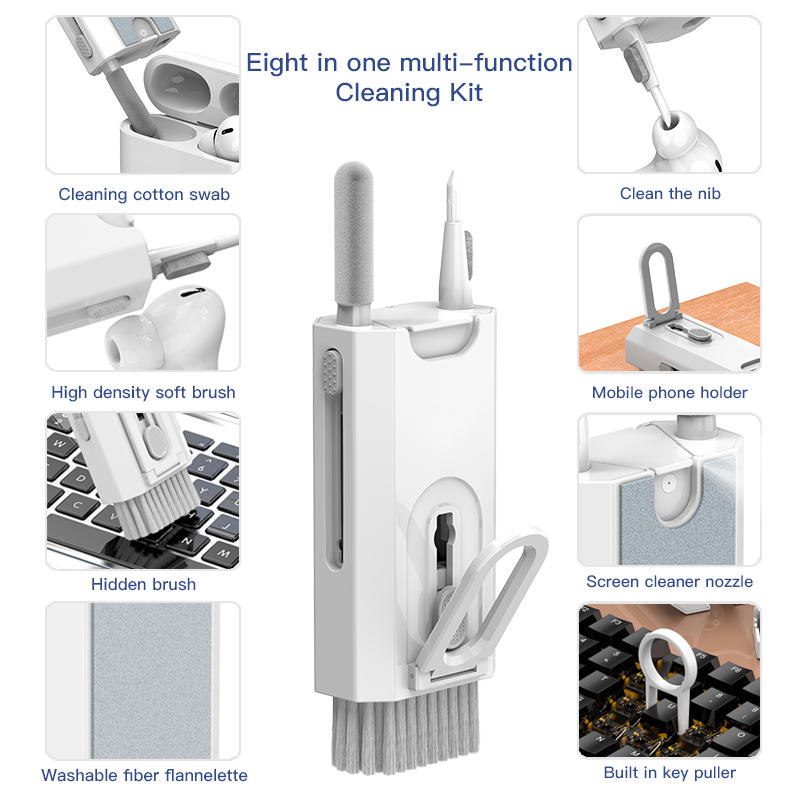 Eight in one multi-function
Cleaning Kit
Cleaning cotton swab
Clean the nib
High density soft brush
Mobile phone holder
Hidden brush
Screen cleaner nozzle
Washable fiber flannelette
Built in key puller